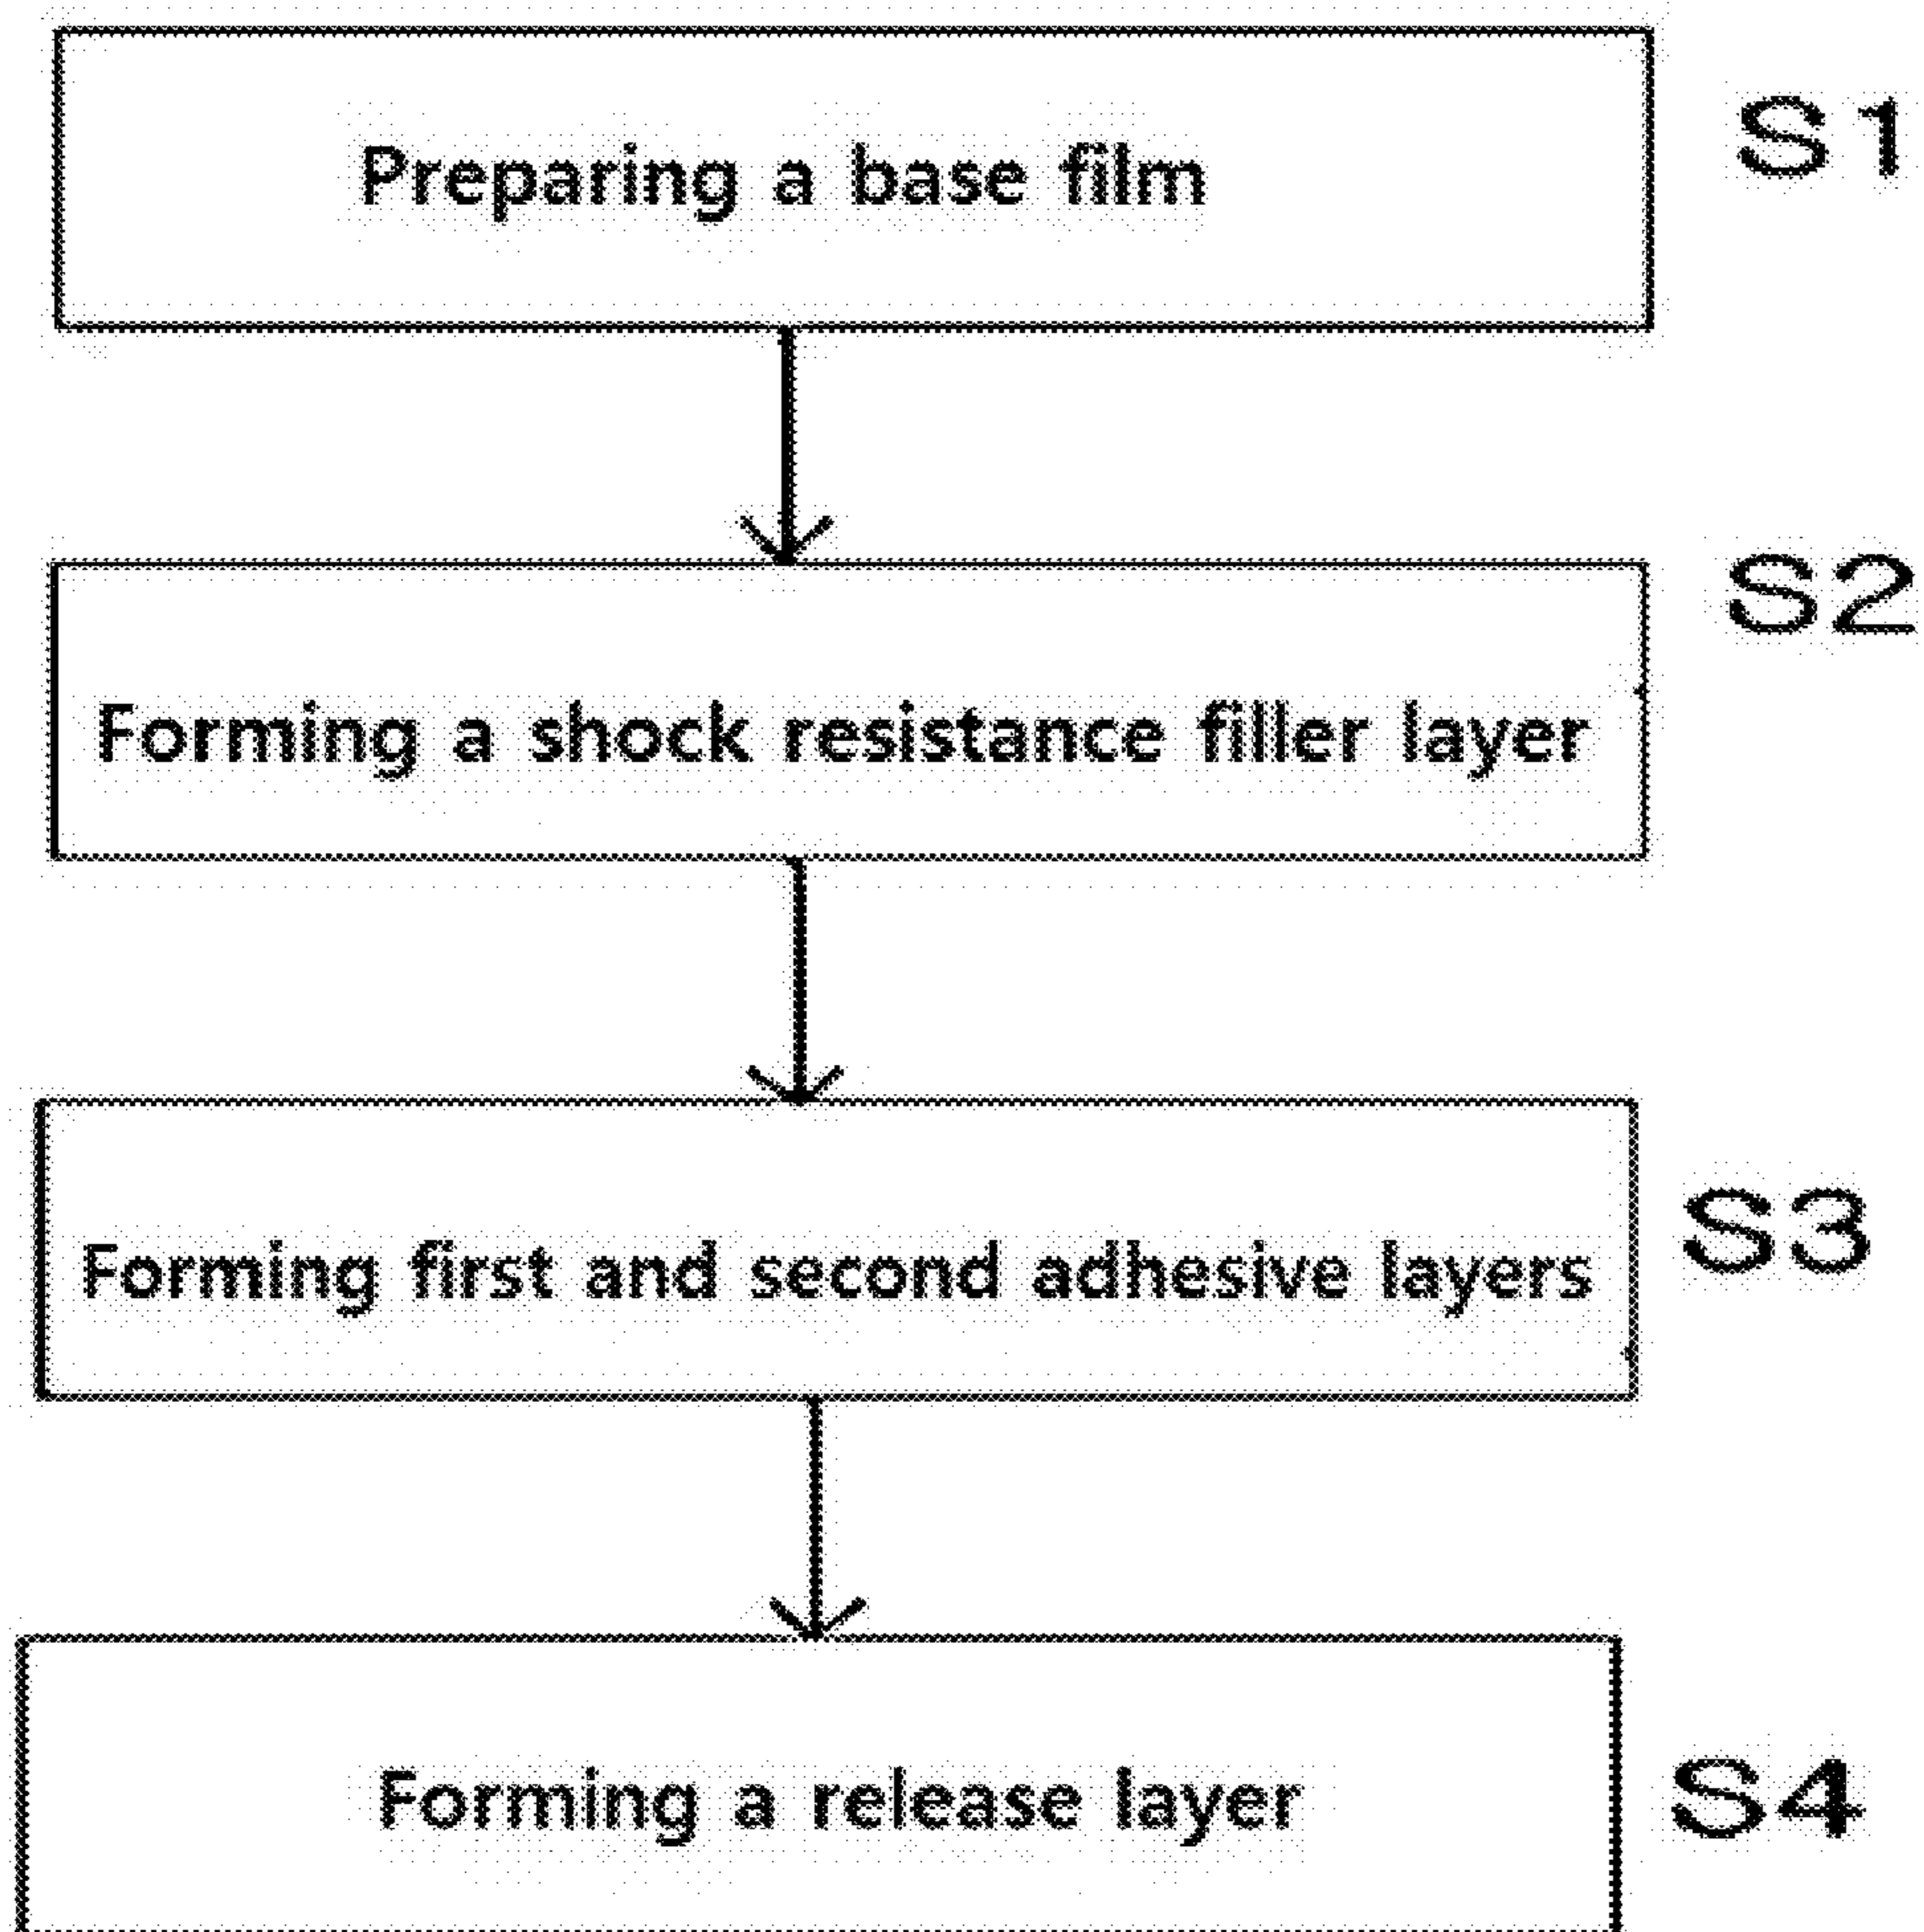 Preparing a base film
S1
Forming a shock resistance filler layer
S2
Forming first and second adhesive layers
S3
Forming a release layer
S4